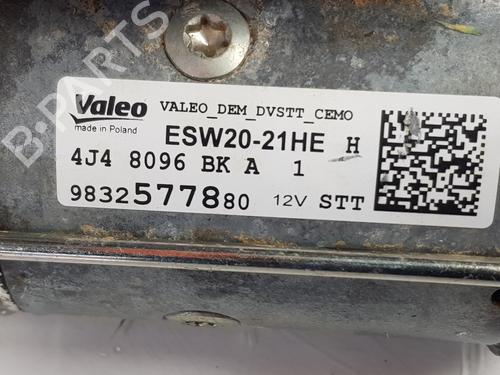 B-PARTS
Valeo
made in Poland
VALEO_DEM_DVSTT_CEMO
ESW20-21HE H
4J4 8096 BK A 1
9832577880 12V STT